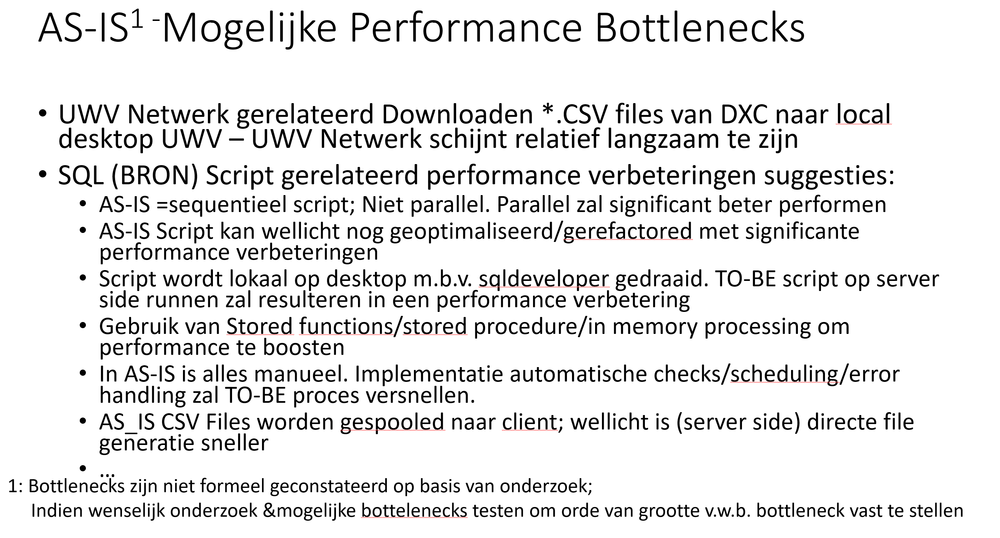 AS-IS1 -Mogelijke Performance Bottlenecks
• UWV Netwerk gerelateerd Downloaden *.CSV files van DXC naar local
desktop UWV – UWV Netwerk schijnt relatief langzaam te zijn
• SQL (BRON) Script gerelateerd performance verbeteringen suggesties:
• AS-IS =sequentieel script; Niet parallel. Parallel zal significant beter performen
• AS-IS Script kan wellicht nog geoptimaliseerd/gerefactored met significante
performance verbeteringen
• Script wordt lokaal op desktop m.b.v. sqldeveloper gedraaid. TO-BE script op server
side runnen zal resulteren in een performance verbetering
• Gebruik van Stored functions/stored procedure/in memory processing om
performance te boosten
• In AS-IS is alles manueel. Implementatie automatische checks/scheduling/error
handling zal TO-BE proces versnellen.
• AS_IS CSV Files worden gespooled naar client; wellicht is (server side) directe file
generatie sneller
• ...
1: Bottlenecks zijn niet formeel geconstateerd op basis van onderzoek;
Indien wenselijk onderzoek &mogelijke bottelenecks testen om orde van grootte v.w.b. bottleneck vast te stellen